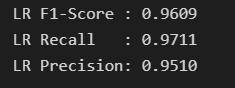 LR F1-Score : 0.9609
LR Recall   : 0.9711
LR Precision: 0.9510